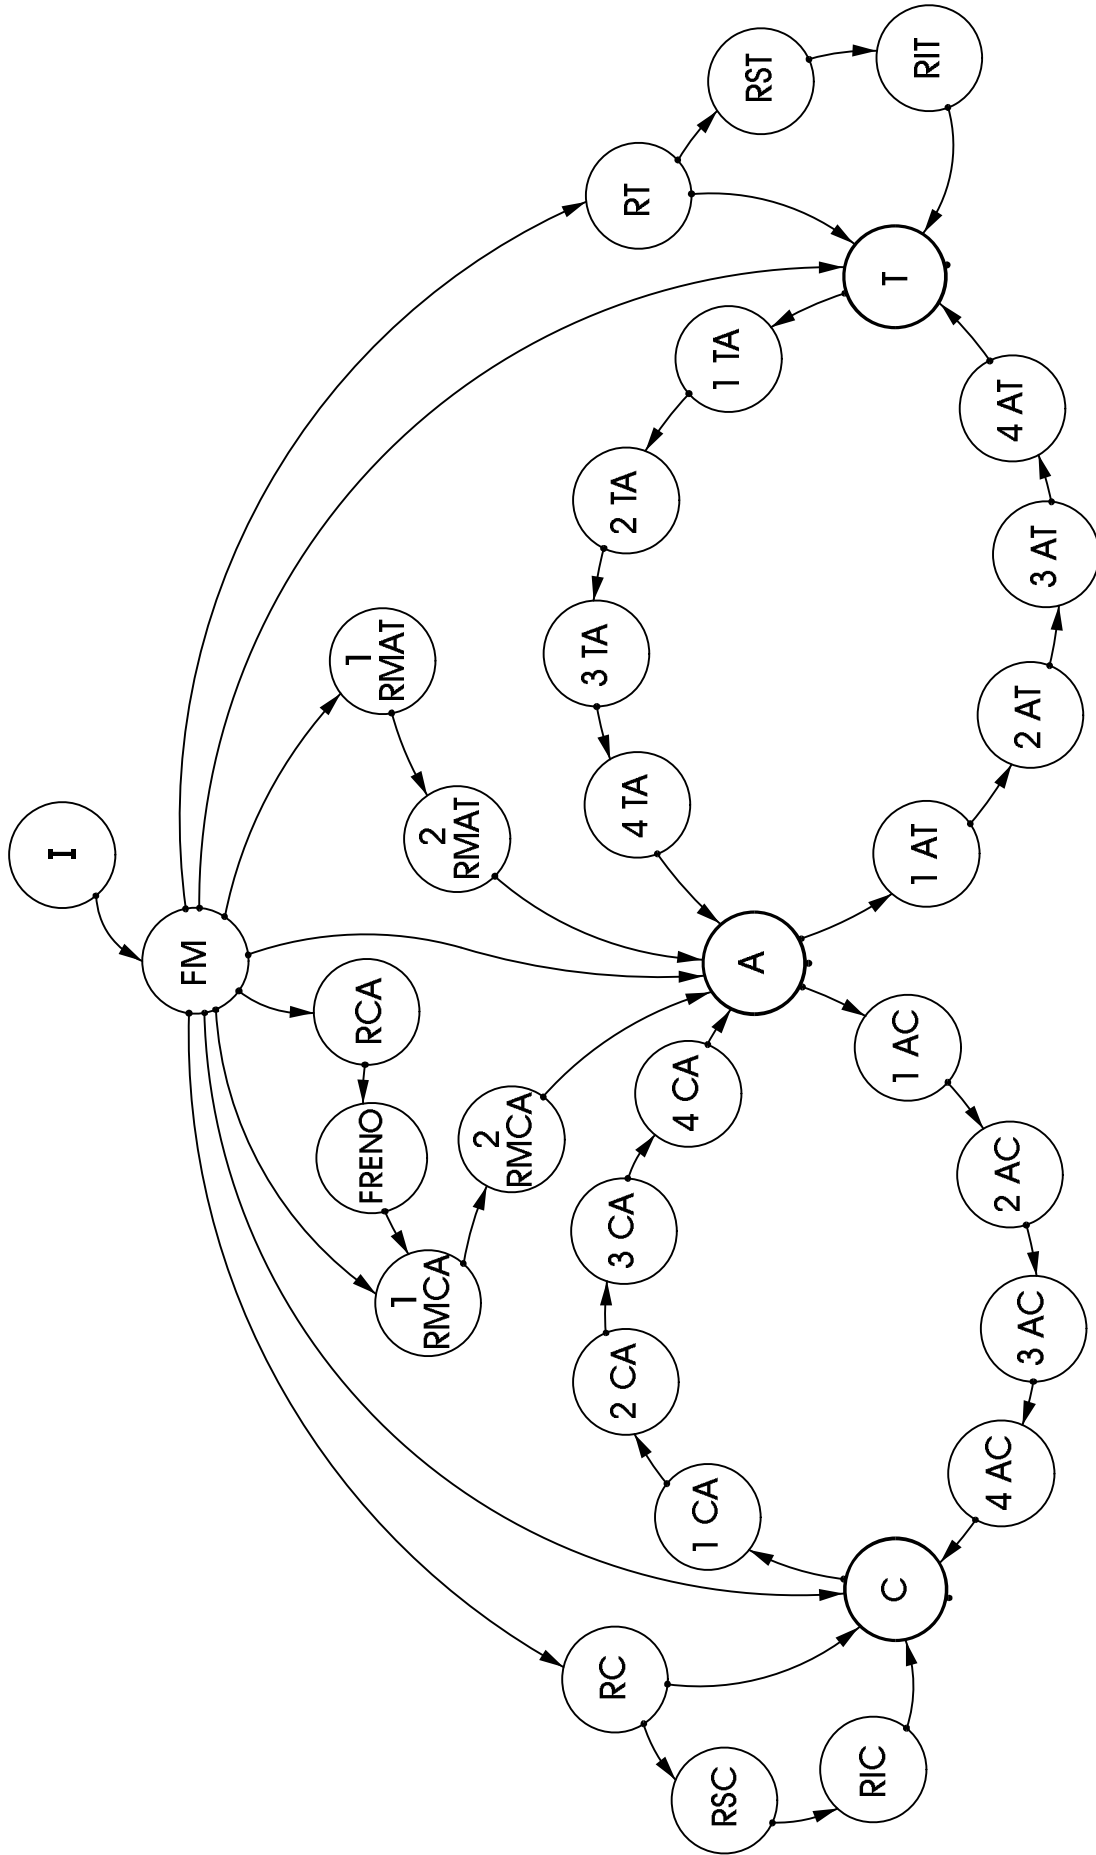 I
FM
RC
RSC
RIC
C
1
RMCA
2
RMCA
FRENO
RCA
1
RMAT
2
RMAT
RT
RST
RIT
T
1 CA
2 CA
3 CA
4 CA
A
4 TA
3 TA
2 TA
1 TA
4 AC
3 AC
2 AC
1 AC
1 AT
2 AT
3 AT
4 AT